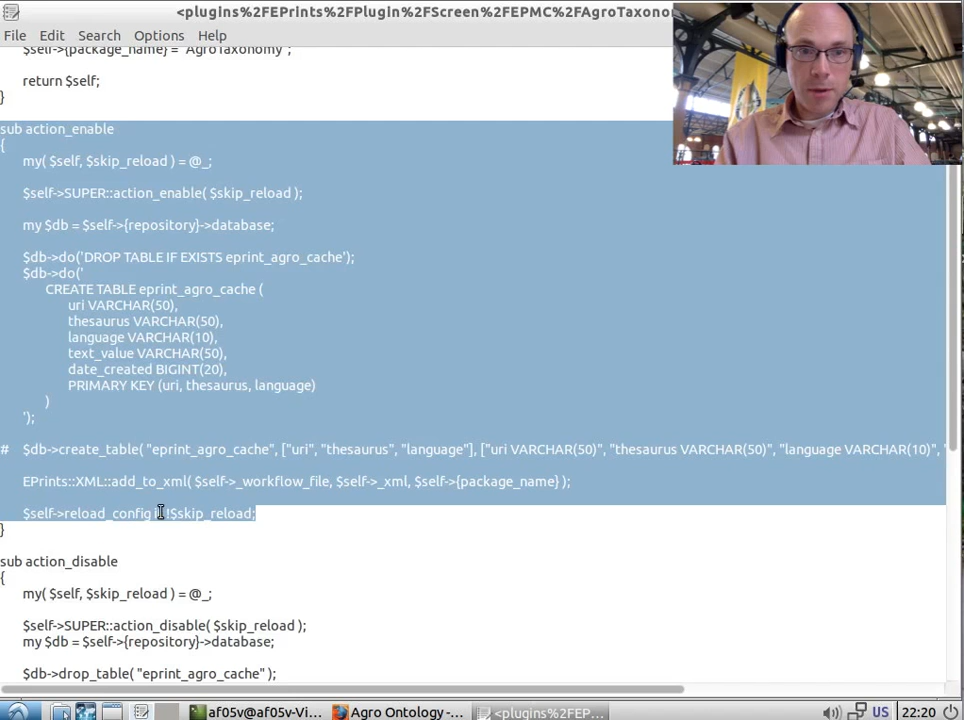 <plugins%2FEPrints%2FPlugin%2FScreen%2FEPMC%2FAgroTaxono
File Edit Search Options Help
$self->{package_name} = 'AgroTaxonomy';
return $self;
}
sub action_enable
{
my( $self, $skip_reload ) = @_;
$self->SUPER::action_enable( $skip_reload );
my $db = $self->{repository}->database;
$db->do('DROP TABLE IF EXISTS eprint_agro_cache');
$db->do('
CREATE TABLE eprint_agro_cache (
uri VARCHAR(50),
thesaurus VARCHAR(50),
language VARCHAR(10),
text_value VARCHAR(50),
date_created BIGINT(20),
PRIMARY KEY (uri, thesaurus, language)
)
');
# $db->create_table( "eprint_agro_cache", ["uri", "thesaurus", "language"], ["uri VARCHAR(50)", "thesaurus VARCHAR(50)", "language VARCHAR(10)", "
EPrints::XML::add_to_xml( $self->_workflow_file, $self->_xml, $self->{package_name} );
$self->reload_config if !$skip_reload;
}
sub action_disable
{
my( $self, $skip_reload ) = @_;
$self->SUPER::action_disable( $skip_reload );
my $db = $self->{repository}->database;
$db->drop_table( "eprint_agro_cache" );
af05v@af05v-Vi... Agro Ontology -... <plugins%2FEP... US 22:20